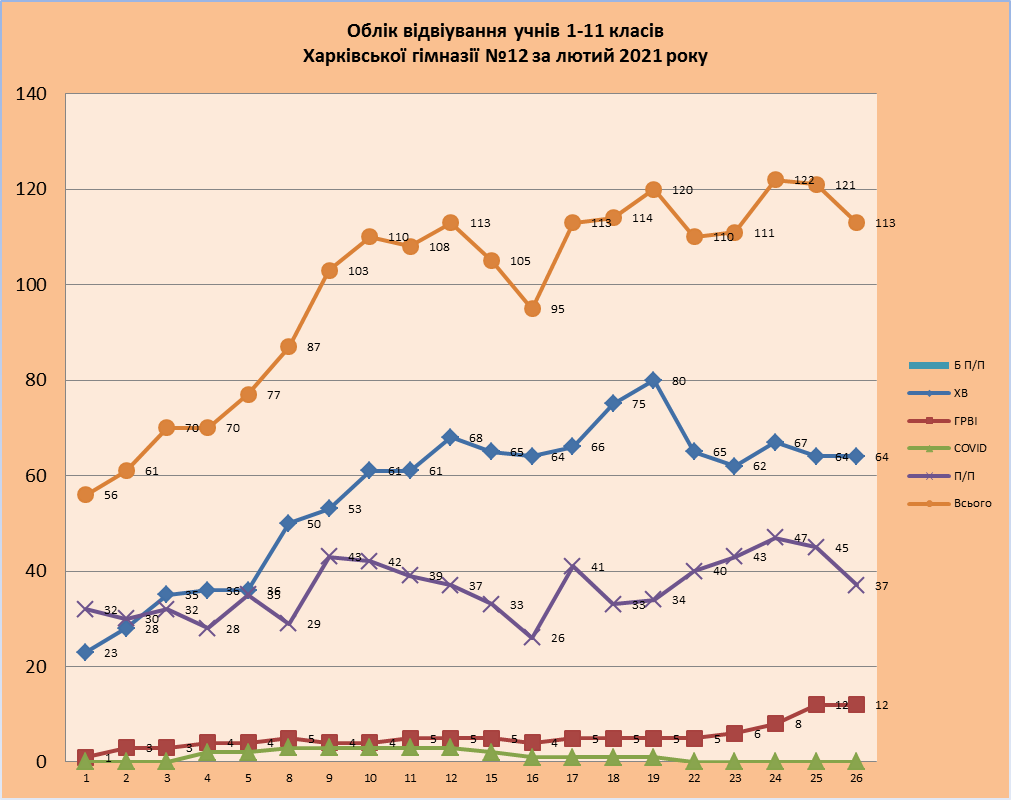 Облік відвіування учнів 1-11 класів
Харківської гімназії №12 за лютий 2021 року
140
120
100
80
60
40
20
0
56 61 70 70 77 87 103 110 108 113 105 95 113 114 120 110 111 122 121 113
23 28 35 36 36 50 53 61 61 68 65 64 66 75 80 65 62 67 64 64
32 30 32 28 35 29 43 42 39 37 33 26 41 33 34 40 43 47 45 37
1 3 3 4 4 5 4 4 5 5 5 4 5 5 5 5 6 8 12 12
1 2 3 4 5 8 9 10 11 12 15 16 17 18 19 22 23 24 25 26
Б П/П
ХВ
ГРВІ
COVID
П/П
Всього